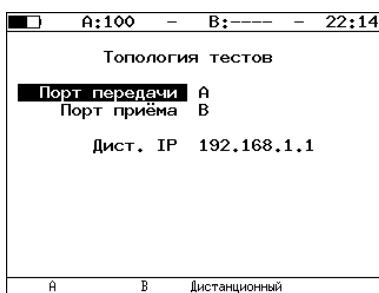 A:100 – B:---- – 22:14
Топология тестов
Порт передачи A
Порт приёма B
Дист. IP 192.168.1.1
A B Дистанционный